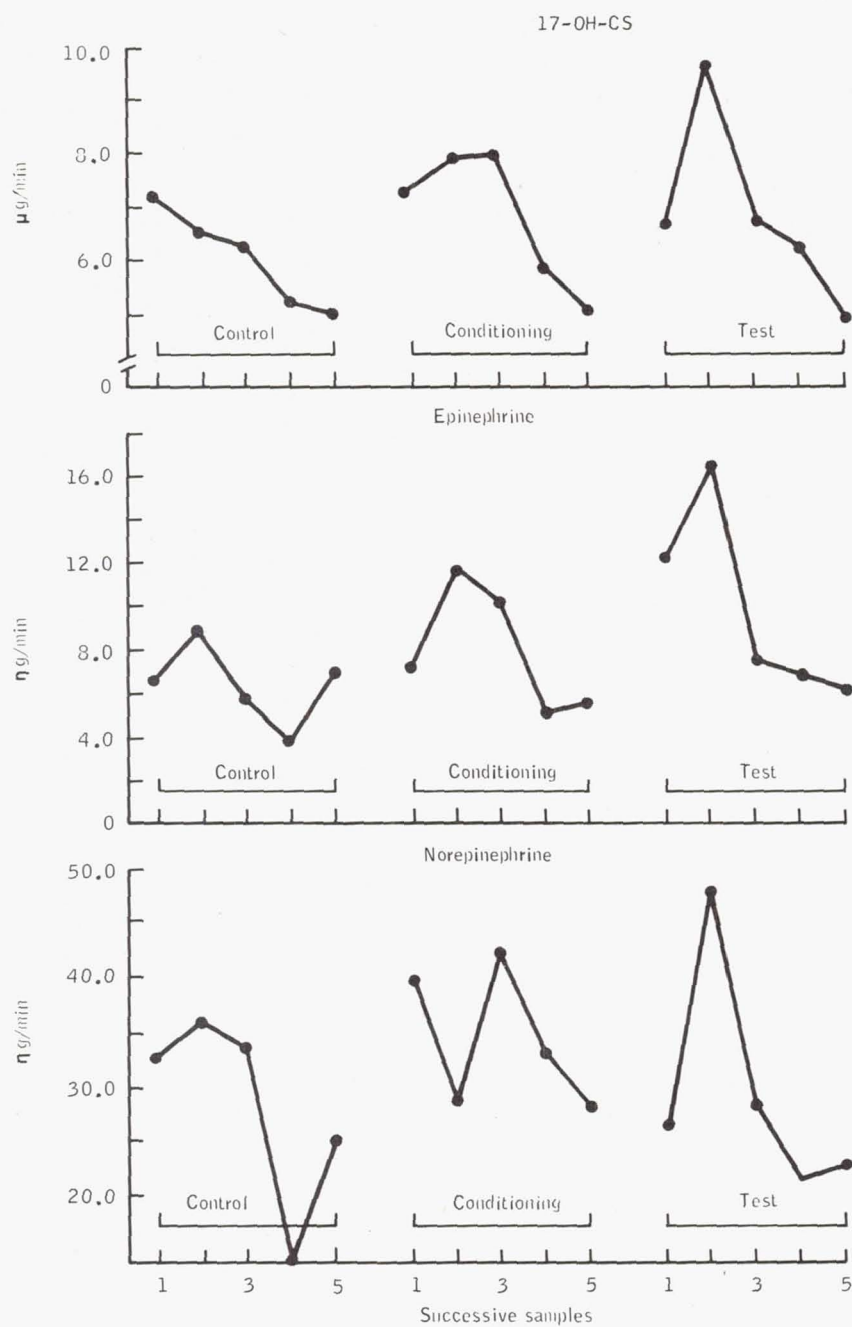 17-OH-CS
10.0
8.0
6.0
0
μg/min
Control Conditioning Test
Epinephrine
16.0
12.0
8.0
4.0
0
ηg/min
Control Conditioning Test
Norepinephrine
50.0
40.0
30.0
20.0
ηg/min
Control Conditioning Test
1 3 5 1 3 5 1 3 5
Successive samples